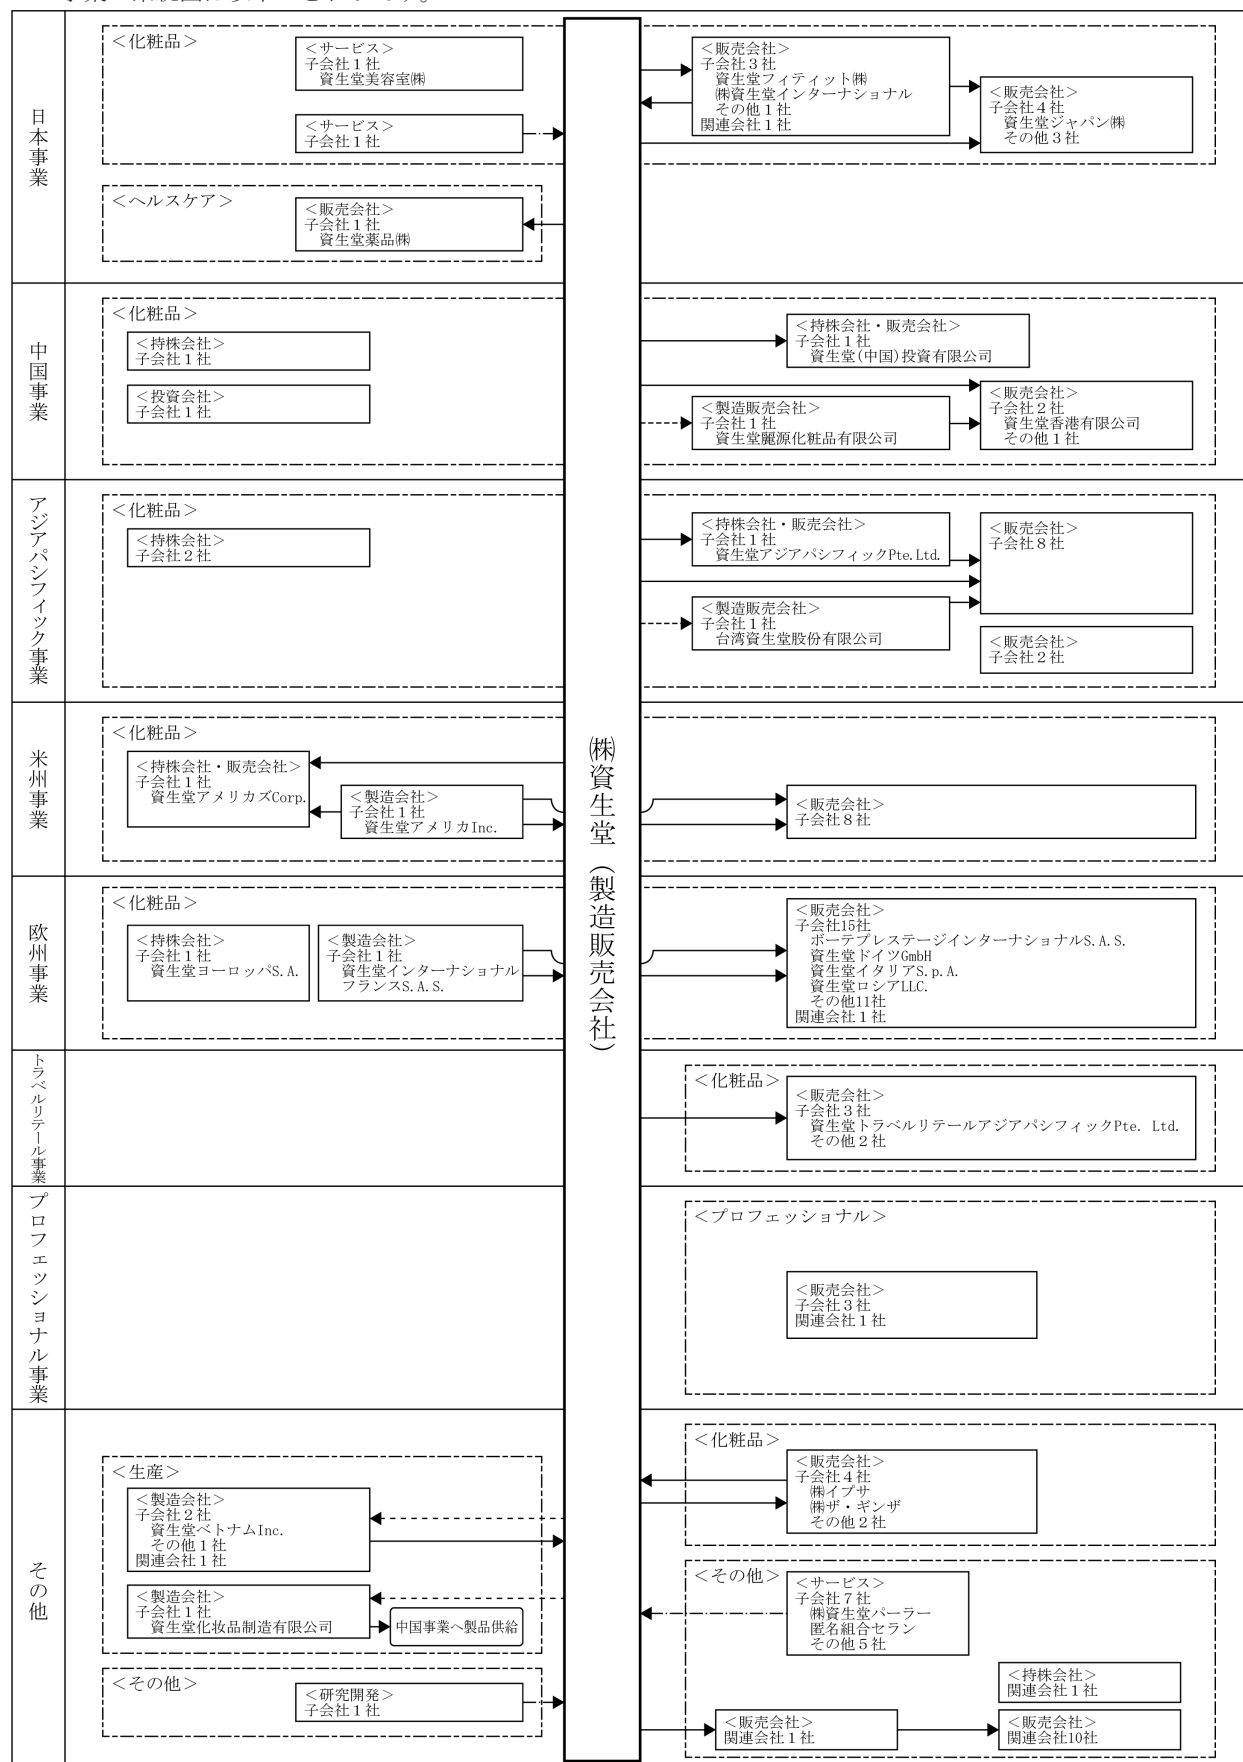 日本事業
＜化粧品＞
＜サービス＞
子会社１社
資生堂美容室㈱
＜サービス＞
子会社１社
＜販売会社＞
子会社３社
資生堂フィティット㈱
㈱資生堂インターナショナル
その他１社
関連会社１社
＜販売会社＞
子会社４社
資生堂ジャパン㈱
その他３社
＜ヘルスケア＞
＜販売会社＞
子会社１社
資生堂薬品㈱
㈱資生堂（製造販売会社）
中国事業
＜化粧品＞
＜持株会社＞
子会社１社
＜投資会社＞
子会社１社
＜持株会社・販売会社＞
子会社１社
資生堂(中国)投資有限公司
＜製造販売会社＞
子会社１社
資生堂麗源化粧品有限公司
＜販売会社＞
子会社２社
資生堂香港有限公司
その他１社
アジアパシフィック事業
＜化粧品＞
＜持株会社＞
子会社２社
＜持株会社・販売会社＞
子会社１社
資生堂アジアパシフィックPte.Ltd.
＜製造販売会社＞
子会社１社
台湾資生堂股份有限公司
＜販売会社＞
子会社８社
＜販売会社＞
子会社２社
米州事業
＜化粧品＞
＜持株会社・販売会社＞
子会社１社
資生堂アメリカズCorp.
＜製造会社＞
子会社１社
資生堂アメリカInc.
＜販売会社＞
子会社８社
欧州事業
＜化粧品＞
＜持株会社＞
子会社１社
資生堂ヨーロッパS.A.
＜製造会社＞
子会社１社
資生堂インターナショナル
フランスS.A.S.
＜販売会社＞
子会社15社
ボーテプレステージインターナショナルS.A.S.
資生堂ドイツGmbH
資生堂イタリアS.p.A.
資生堂ロシアLLC.
その他11社
関連会社１社
トラベルリテール事業
＜化粧品＞
＜販売会社＞
子会社３社
資生堂トラベルリテールアジアパシフィックPte. Ltd.
その他２社
プロフェッショナル事業
＜プロフェッショナル＞
＜販売会社＞
子会社３社
関連会社１社
その他
＜生産＞
＜製造会社＞
子会社２社
資生堂ベトナムInc.
その他１社
関連会社１社
＜製造会社＞
子会社１社
資生堂化妆品制造有限公司
中国事業へ製品供給
＜その他＞
＜研究開発＞
子会社１社
＜化粧品＞
＜販売会社＞
子会社４社
㈱イプサ
㈱ザ・ギンザ
その他２社
＜その他＞
＜サービス＞
子会社７社
㈱資生堂パーラー
匿名組合セラン
その他５社
＜持株会社＞
関連会社１社
＜販売会社＞
関連会社１社
＜販売会社＞
関連会社10社